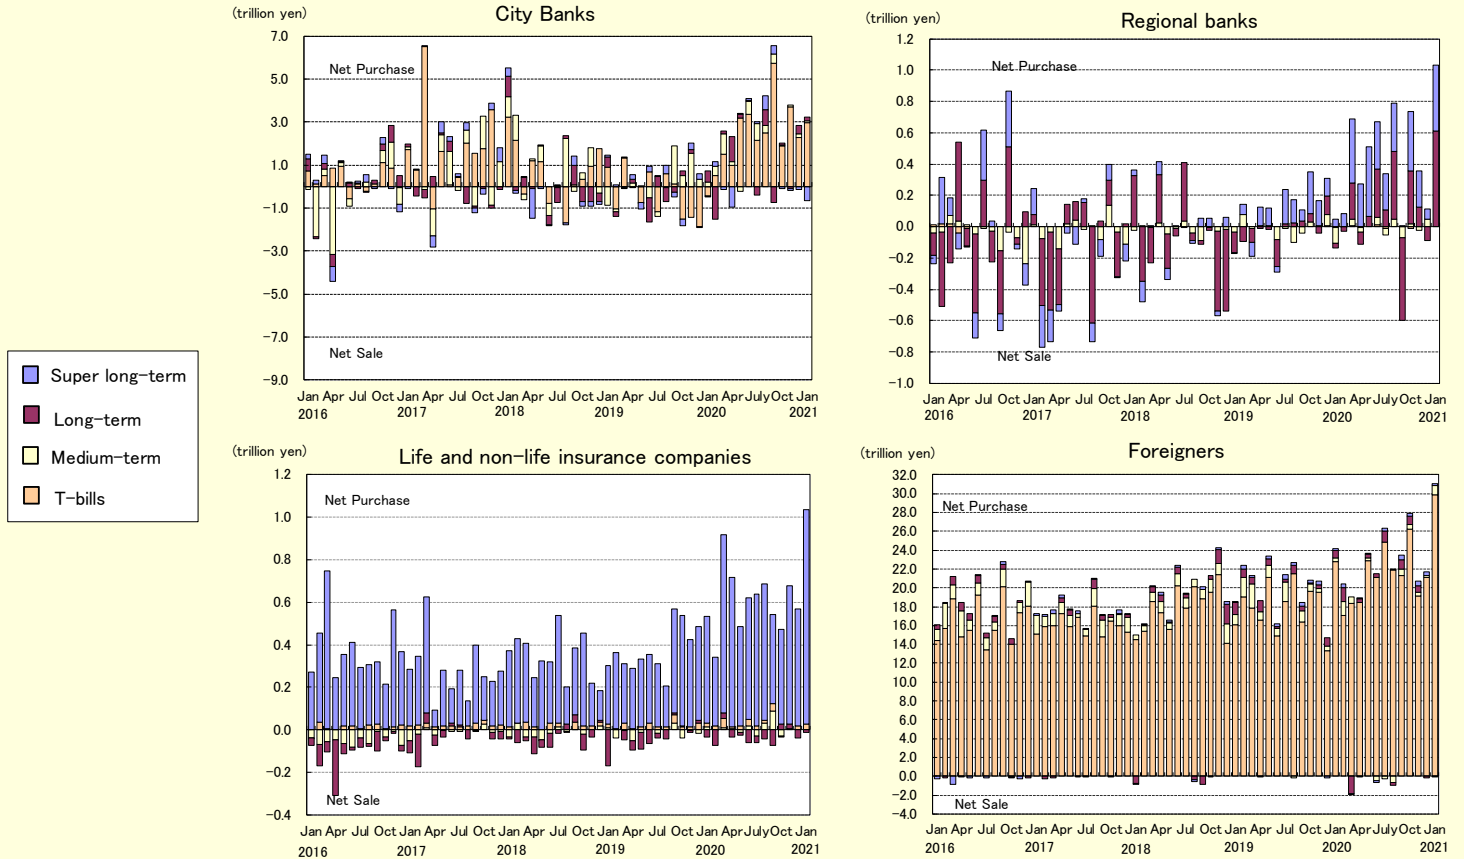 (trillion yen)
City Banks
7.0
5.0
3.0
1.0
−1.0
−3.0
−5.0
−7.0
−9.0
Net Purchase
Net Sale
Jan Apr Jul Oct Jan Apr Jul Oct Jan Apr Jul Oct Jan Apr Jul Oct Jan Apr July Oct Jan
2016 2017 2018 2019 2020 2021
(trillion yen)
Regional banks
1.2
1.0
0.8
0.6
0.4
0.2
0.0
−0.2
−0.4
−0.6
−0.8
−1.0
Net Purchase
Net Sale
Jan Apr Jul Oct Jan Apr Jul Oct Jan Apr Jul Oct Jan Apr Jul Oct Jan Apr July Oct Jan
2016 2017 2018 2019 2020 2021
Super long−term
Long−term
Medium−term
T−bills
(trillion yen)
Life and non−life insurance companies
1.2
1.0
0.8
0.6
0.4
0.2
0.0
−0.2
−0.4
Net Purchase
Net Sale
Jan Apr Jul Oct Jan Apr Jul Oct Jan Apr Jul Oct Jan Apr Jul Oct Jan Apr July Oct Jan
2016 2017 2018 2019 2020 2021
(trillion yen)
Foreigners
32.0
30.0
28.0
26.0
24.0
22.0
20.0
18.0
16.0
14.0
12.0
10.0
8.0
6.0
4.0
2.0
0.0
−2.0
−4.0
Net Purchase
Net Sale
Jan Apr Jul Oct Jan Apr Jul Oct Jan Apr Jul Oct Jan Apr Jul Oct Jan Apr July Oct Jan
2016 2017 2018 2019 2020 2021